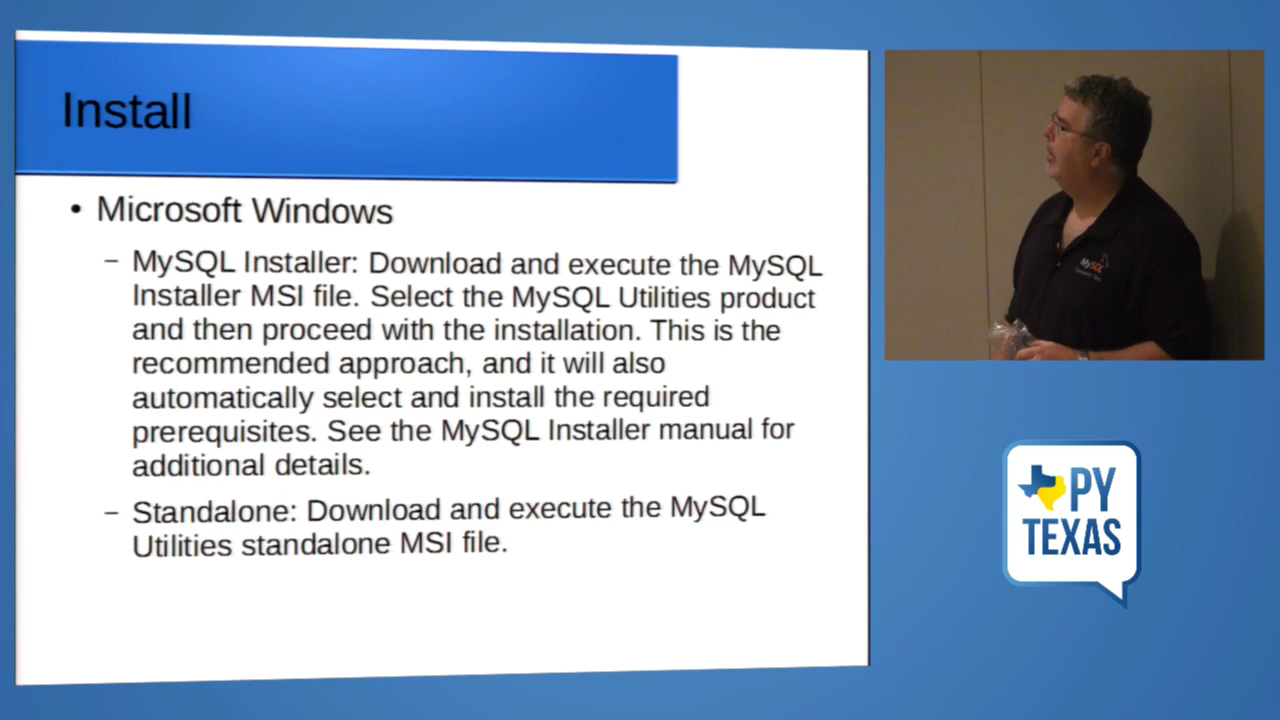 Install
• Microsoft Windows
– MySQL Installer: Download and execute the MySQL
Installer MSI file. Select the MySQL Utilities product
and then proceed with the installation. This is the
recommended approach, and it will also
automatically select and install the required
prerequisites. See the MySQL Installer manual for
additional details.
– Standalone: Download and execute the MySQL
Utilities standalone MSI file.
MySQL
PY
TEXAS